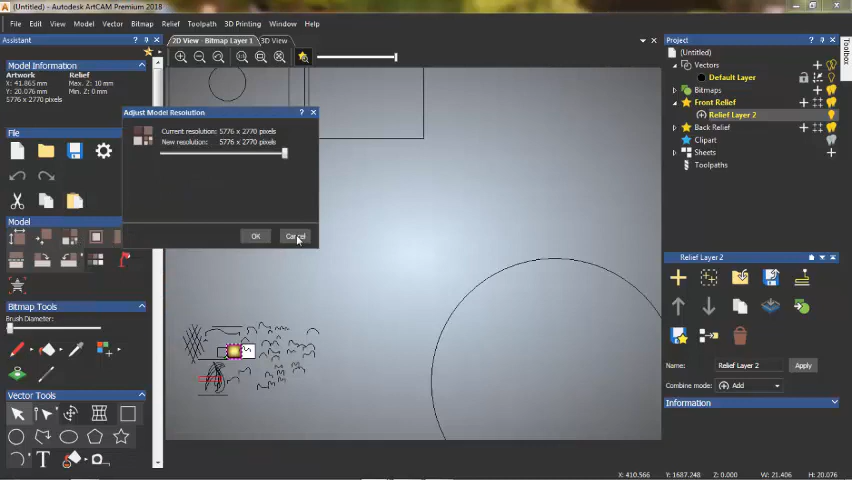 (Untitled) - Autodesk ArtCAM Premium 2018
File Edit View Model Vector Bitmap Relief Toolpath 3D Printing Window Help
Assistant
2D View - Bitmap Layer 1
3D View
Project
Toolbox
Model Information
Artwork Relief
X: 41.865 mm Max. Z: 10 mm
Y: 20.076 mm Min. Z: 0 mm
5776 x 2770 pixels
(Untitled)
Vectors
Default Layer
Bitmaps
Front Relief
Relief Layer 2
Back Relief
Clipart
Sheets
Toolpaths
Adjust Model Resolution
Current resolution: 5776 x 2770 pixels
New resolution: 5776 x 2770 pixels
OK Cancel
File
Model
Bitmap Tools
Brush Diameter:
Vector Tools
Relief Layer 2
Name: Relief Layer 2 Apply
Combine mode: Add
Information
X: 410.566 Y: 1687.248 Z: 0.000 W: 21.406 H: 20.076